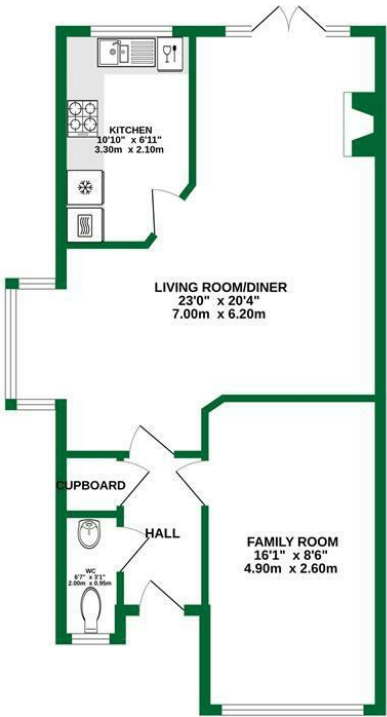 KITCHEN
10'10" x 6'11"
3.30m x 2.10m
LIVING ROOM/DINER
23'0" x 20'4"
7.00m x 6.20m
CUPBOARD
HALL
WC
6'7" x 3'1"
2.00m x 0.95m
FAMILY ROOM
16'1" x 8'6"
4.90m x 2.60m